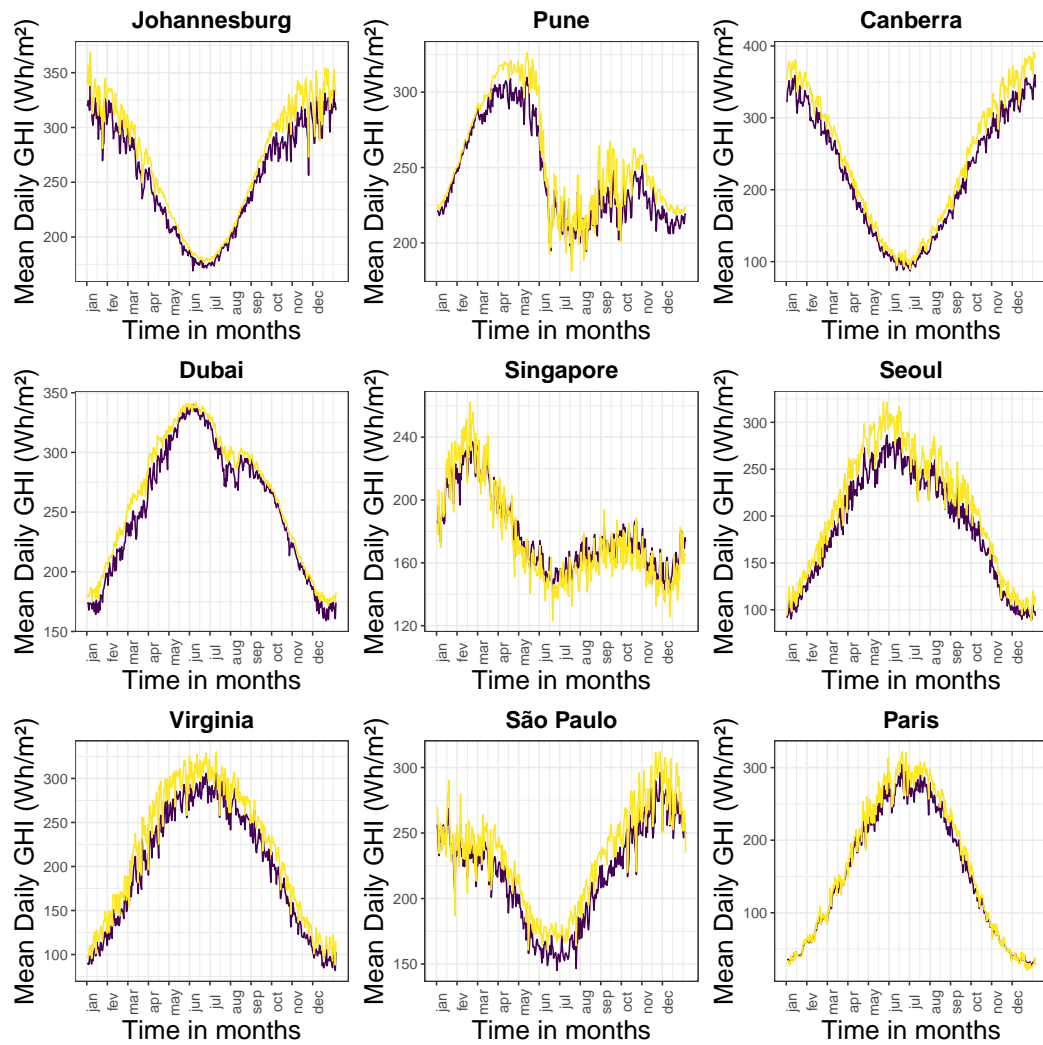 Johannesburg
Mean Daily GHI (Wh/m²)
350
300
250
200
jan fev mar apr may jun jul aug sep oct nov dec
Time in months
Pune
Mean Daily GHI (Wh/m²)
300
250
200
jan fev mar apr may jun jul aug sep oct nov dec
Time in months
Canberra
Mean Daily GHI (Wh/m²)
400
300
200
100
jan fev mar apr may jun jul aug sep oct nov dec
Time in months
Dubai
Mean Daily GHI (Wh/m²)
350
300
250
200
150
jan fev mar apr may jun jul aug sep oct nov dec
Time in months
Singapore
Mean Daily GHI (Wh/m²)
240
200
160
120
jan fev mar apr may jun jul aug sep oct nov dec
Time in months
Seoul
Mean Daily GHI (Wh/m²)
300
250
200
150
100
jan fev mar apr may jun jul aug sep oct nov dec
Time in months
Virginia
Mean Daily GHI (Wh/m²)
300
250
200
150
100
jan fev mar apr may jun jul aug sep oct nov dec
Time in months
São Paulo
Mean Daily GHI (Wh/m²)
300
250
200
150
jan fev mar apr may jun jul aug sep oct nov dec
Time in months
Paris
Mean Daily GHI (Wh/m²)
300
200
100
jan fev mar apr may jun jul aug sep oct nov dec
Time in months